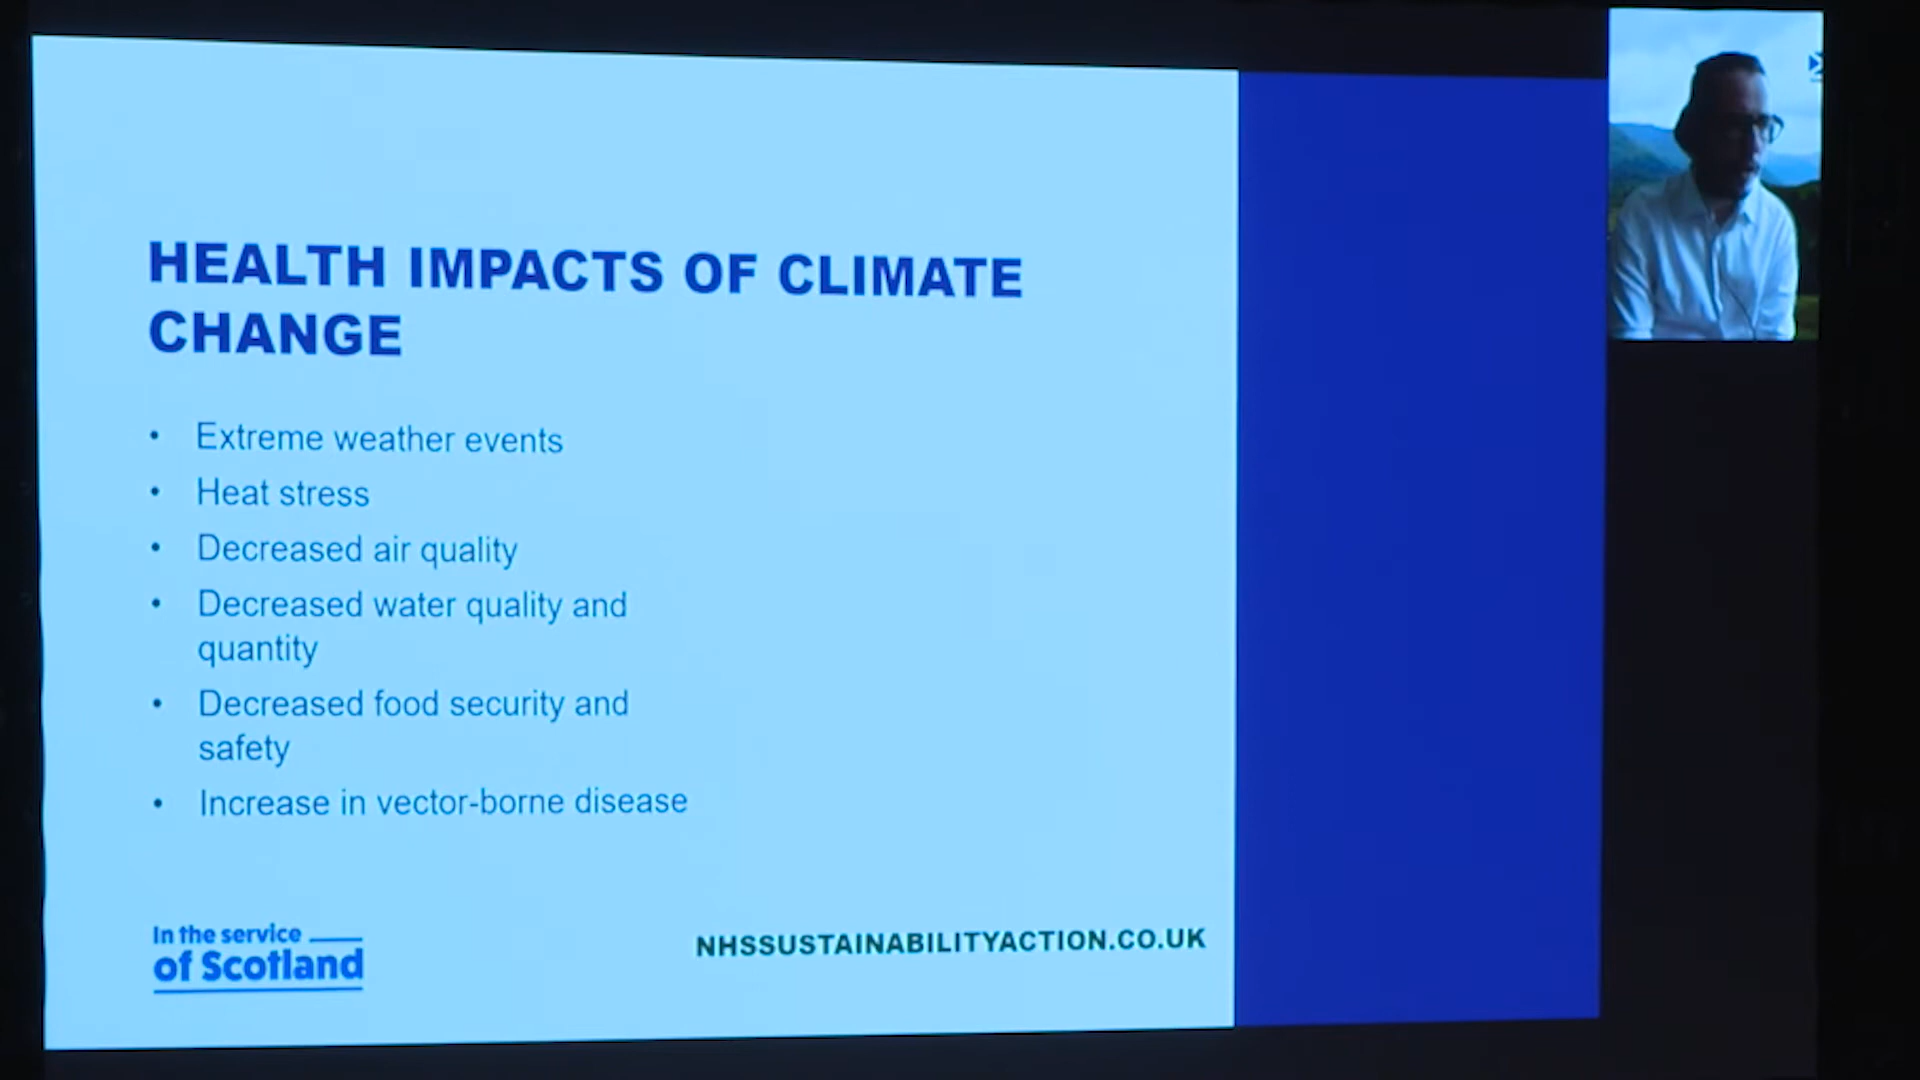 HEALTH IMPACTS OF CLIMATE
CHANGE
• Extreme weather events
• Heat stress
• Decreased air quality
• Decreased water quality and
quantity
• Decreased food security and
safety
• Increase in vector-borne disease
In the service
of Scotland
NHSSUSTAINABILITYACTION.CO.UK